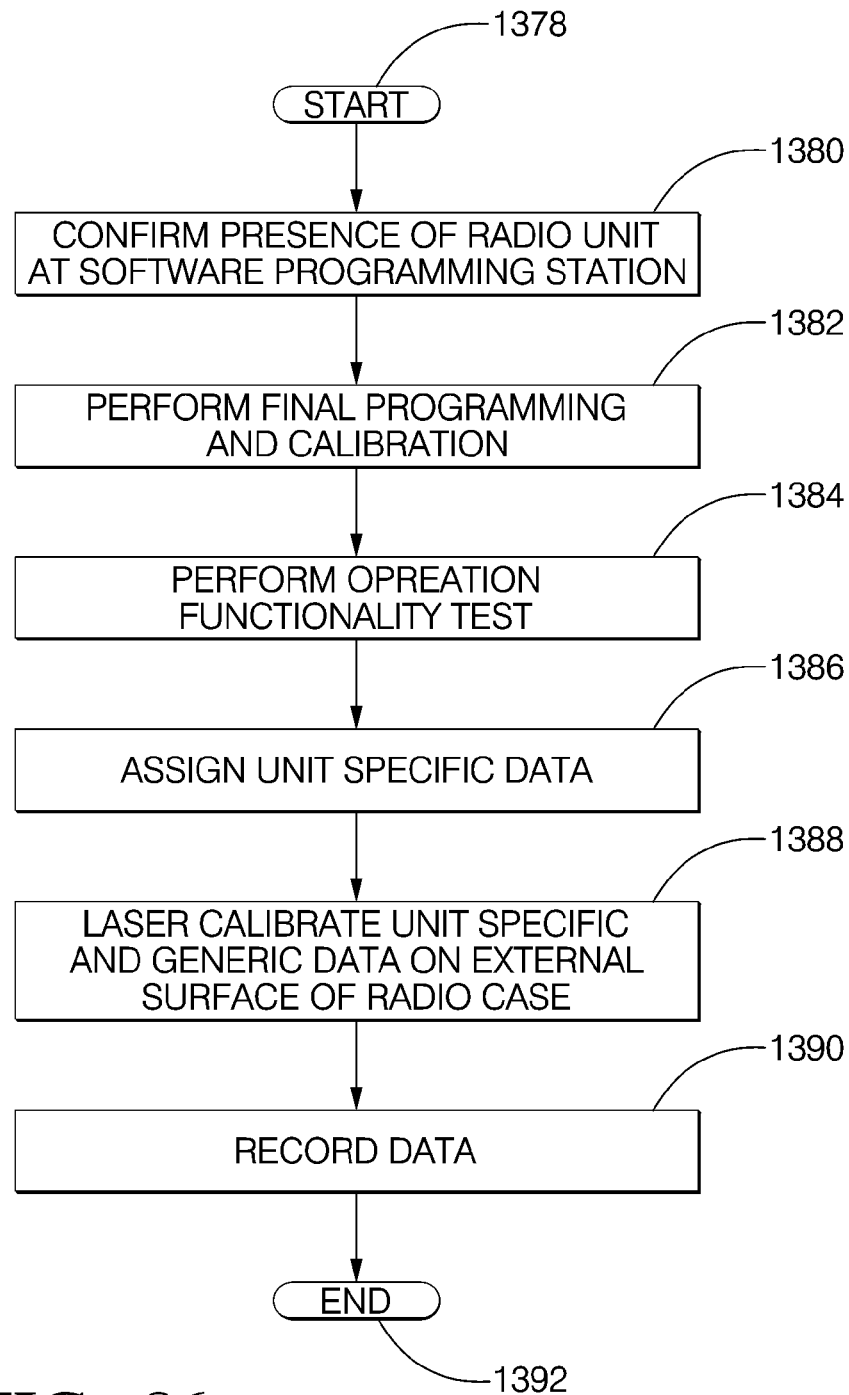 1378
START
1380
CONFIRM PRESENCE OF RADIO UNIT
AT SOFTWARE PROGRAMMING STATION
1382
PERFORM FINAL PROGRAMMING
AND CALIBRATION
1384
PERFORM OPREATION
FUNCTIONALITY TEST
1386
ASSIGN UNIT SPECIFIC DATA
1388
LASER CALIBRATE UNIT SPECIFIC
AND GENERIC DATA ON EXTERNAL
SURFACE OF RADIO CASE
1390
RECORD DATA
END
1392